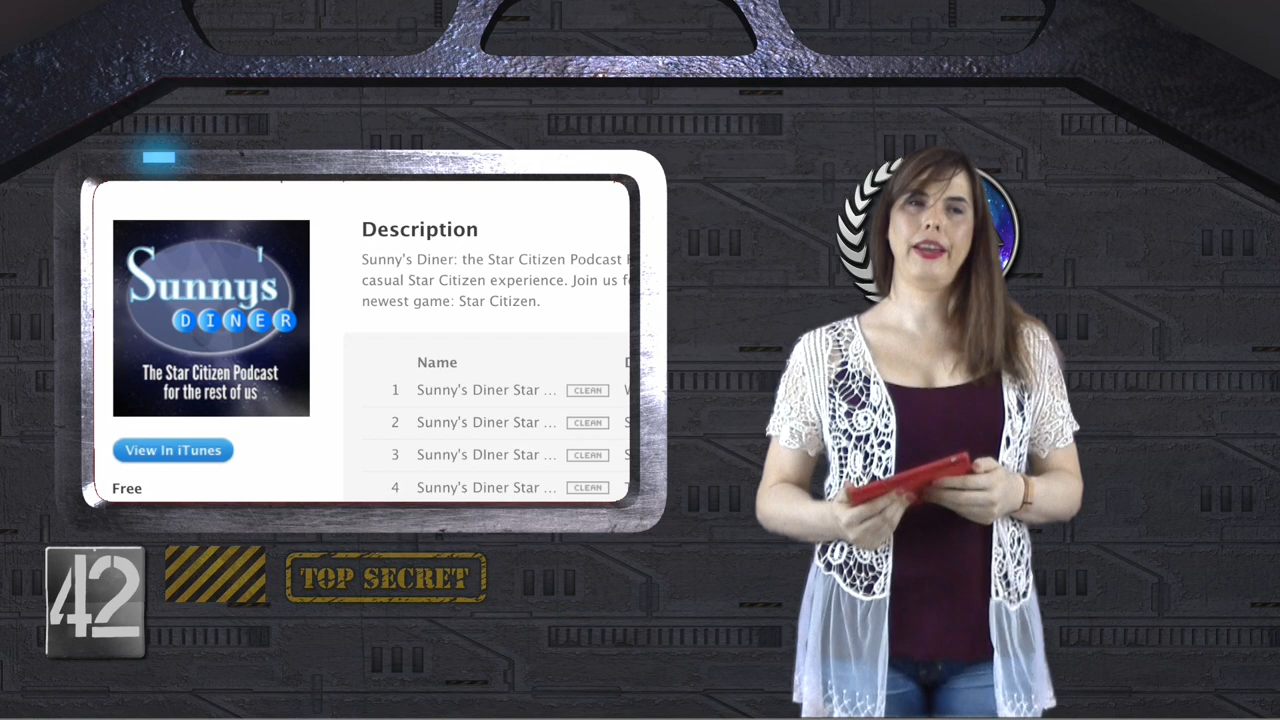 Sunny's
DINER
The Star Citizen Podcast
for the rest of us
View In iTunes
Free
Description
Sunny's Diner: the Star Citizen Podcast
casual Star Citizen experience. Join us
newest game: Star Citizen.
Name
1 Sunny's Diner Star ... CLEAN
2 Sunny's Diner Star ... CLEAN
3 Sunny's DIner Star ... CLEAN
4 Sunny's Diner Star ... CLEAN
42
TOP SECRET